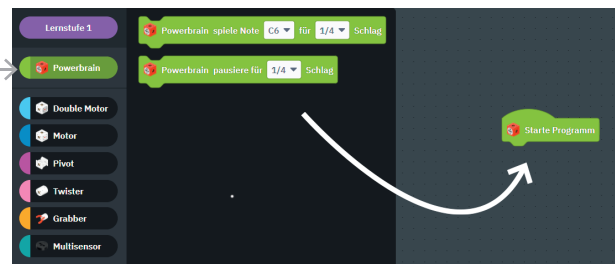 Lernstufe 1
Powerbrain spiele Note C6 für 1/4 Schlag
Powerbrain
Powerbrain pausiere für 1/4 Schlag
Double Motor
Starte Programm
Motor
Pivot
Twister
Grabber
Multisensor